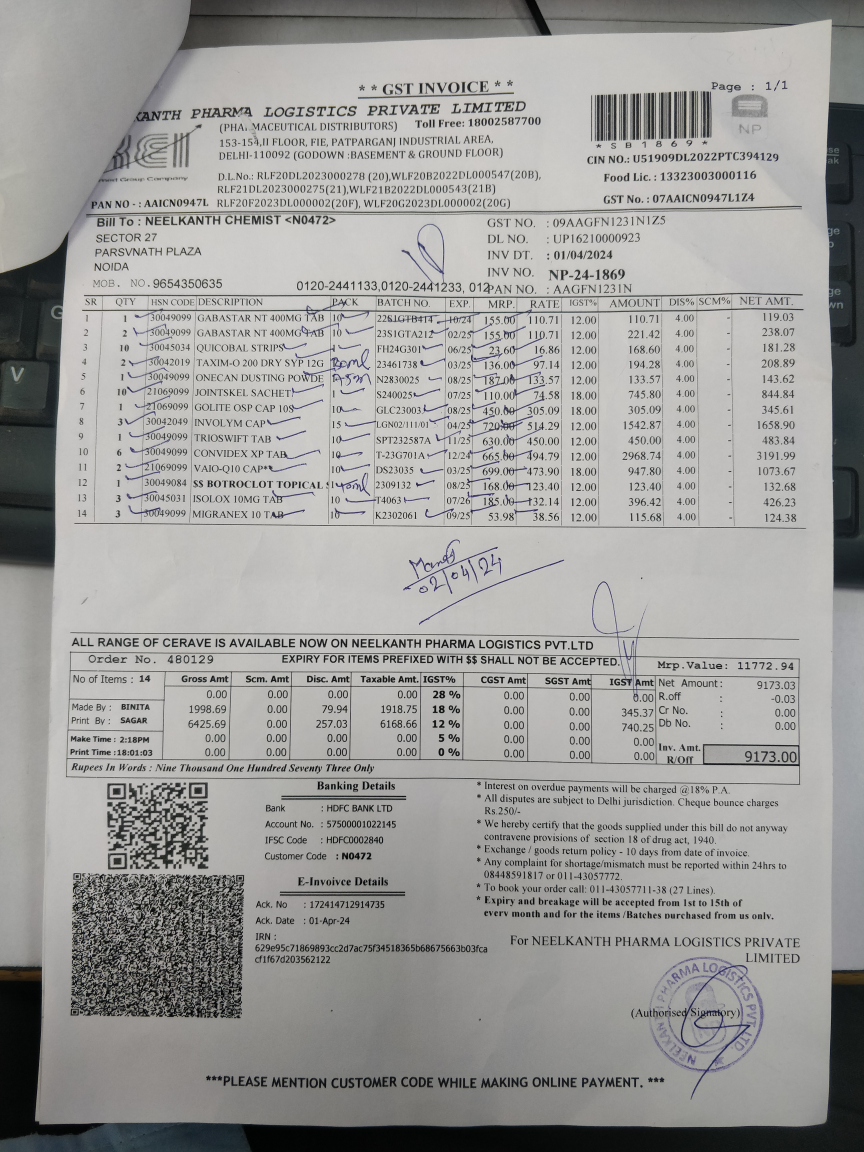 ** GST INVOICE **
Page : 1/1
KANTH PHARMA LOGISTICS PRIVATE LIMITED
(PHARMACEUTICAL DISTRIBUTORS) Toll Free: 18002587700
153-154,II FLOOR, FIE, PATPARGANJ INDUSTRIAL AREA,
DELHI-110092 (GODOWN :BASEMENT & GROUND FLOOR)
D.L.No.: RLF20DL2023000278 (20),WLF20B2022DL000547(20B),
RLF21DL2023000275(21),WLF21B2022DL000543(21B)
PAN NO -: AAICN0947L RLF20F2023DL000002(20F), WLF20G2023DL000002(20G)
*SB1869*
NP
CIN NO.: U51909DL2022PTC394129
Food Lic. : 13323003000116
GST No. : 07AAICN0947L1Z4
Bill To : NEELKANTH CHEMIST <N0472>
SECTOR 27
PARSVNATH PLAZA
NOIDA
MOB. NO.9654350635 0120-2441133,0120-2441233, 012
GST NO. : 09AAGFN1231N1Z5
DL NO. : UP16210000923
INV DT. : 01/04/2024
INV NO. NP-24-1869
PAN NO. : AAGFN1231N
SR QTY HSN CODE DESCRIPTION PACK BATCH NO. EXP. MRP. RATE IGST% AMOUNT DIS% SCM% NET AMT.
1 1 30049099 GABASTAR NT 400MG TAB 10 22S1GTB414 10/24 155.00 110.71 12.00 110.71 4.00 - 119.03
2 2 30049099 GABASTAR NT 400MG TAB 10 23S1GTA212 02/25 155.00 110.71 12.00 221.42 4.00 - 238.07
3 10 30045034 QUICOBAL STRIPS 1 FH24G301 06/25 23.60 16.86 12.00 168.60 4.00 - 181.28
4 2 30042019 TAXIM-O 200 DRY SYP 12G 30ml 23461738 03/25 136.00 97.14 12.00 194.28 4.00 - 208.89
5 1 30049099 ONECAN DUSTING POWDE N2830025 08/25 187.00 133.57 12.00 133.57 4.00 - 143.62
6 10 21069099 JOINTSKEL SACHET 1 S240025 07/25 110.00 74.58 18.00 745.80 4.00 - 844.84
7 1 21069099 GOLITE OSP CAP 10S 10 GLC23003 08/25 450.00 305.09 18.00 305.09 4.00 - 345.61
8 3 30042049 INVOLYM CAP 15 LGN02/111/01 04/25 720.00 514.29 12.00 1542.87 4.00 - 1658.90
9 1 30049099 TRIOSWIFT TAB 10 SPT232587A 11/25 630.00 450.00 12.00 450.00 4.00 - 483.84
10 6 30049099 CONVIDEX XP TAB 10 T-23G701A 12/24 665.00 494.79 12.00 2968.74 4.00 - 3191.99
11 2 21069099 VAIO-Q10 CAP** 10 DS23035 03/25 699.00 473.90 18.00 947.80 4.00 - 1073.67
12 1 30049084 $$ BOTROCLOT TOPICAL 2309132 08/25 168.00 123.40 12.00 123.40 4.00 - 132.68
13 3 30045031 ISOLOX 10MG TAB 10 T4063 07/26 185.00 132.14 12.00 396.42 4.00 - 426.23
14 3 30049099 MIGRANEX 10 TAB 10 K2302061 09/25 53.98 38.56 12.00 115.68 4.00 - 124.38
02/04/24
ALL RANGE OF CERAVE IS AVAILABLE NOW ON NEELKANTH PHARMA LOGISTICS PVT.LTD
Order No. 480129 EXPIRY FOR ITEMS PREFIXED WITH $$ SHALL NOT BE ACCEPTED. Mrp.Value: 11772.94
No of Items : 14 Gross Amt Scm. Amt Disc. Amt Taxable Amt. IGST% CGST Amt SGST Amt IGST Amt
0.00 0.00 0.00 0.00 28 % 0.00 0.00 0.00
Made By : BINITA 1998.69 0.00 79.94 1918.75 18 % 0.00 0.00 345.37
Print By : SAGAR 6425.69 0.00 257.03 6168.66 12 % 0.00 0.00 740.25
Make Time : 2:18PM 0.00 0.00 0.00 0.00 5 % 0.00 0.00 0.00
Print Time :18:01:03 0.00 0.00 0.00 0.00 0 % 0.00 0.00 0.00
Net Amount: 9173.03
R.off : -0.03
Cr No. : 0.00
Db No. : 0.00
Inv. Amt. R/Off 9173.00
Rupees In Words : Nine Thousand One Hundred Seventy Three Only
Banking Details
Bank : HDFC BANK LTD
Account No. : 57500001022145
IFSC Code : HDFC0002840
Customer Code : N0472
E-Invoivce Details
Ack. No : 172414712914735
Ack. Date : 01-Apr-24
IRN :
629e95c71869893cc2d7ac75f34518365b68675663b03fca
cf1f67d203562122
* Interest on overdue payments will be charged @18% P.A.
* All disputes are subject to Delhi jurisdiction. Cheque bounce charges
Rs.250/-
* We hereby certify that the goods supplied under this bill do not anyway
contravene provisions of section 18 of drug act, 1940.
* Exchange / goods return policy - 10 days from date of invoice.
* Any complaint for shortage/mismatch must be reported within 24hrs to
08448591817 or 011-43057772.
* To book your order call: 011-43057711-38 (27 Lines).
* Expiry and breakage will be accepted from 1st to 15th of
every month and for the items /Batches purchased from us only.
For NEELKANTH PHARMA LOGISTICS PRIVATE
LIMITED
NEELKANTH PHARMA LOGISTICS PVT. LTD.
(Authorised Signatory)
***PLEASE MENTION CUSTOMER CODE WHILE MAKING ONLINE PAYMENT. ***